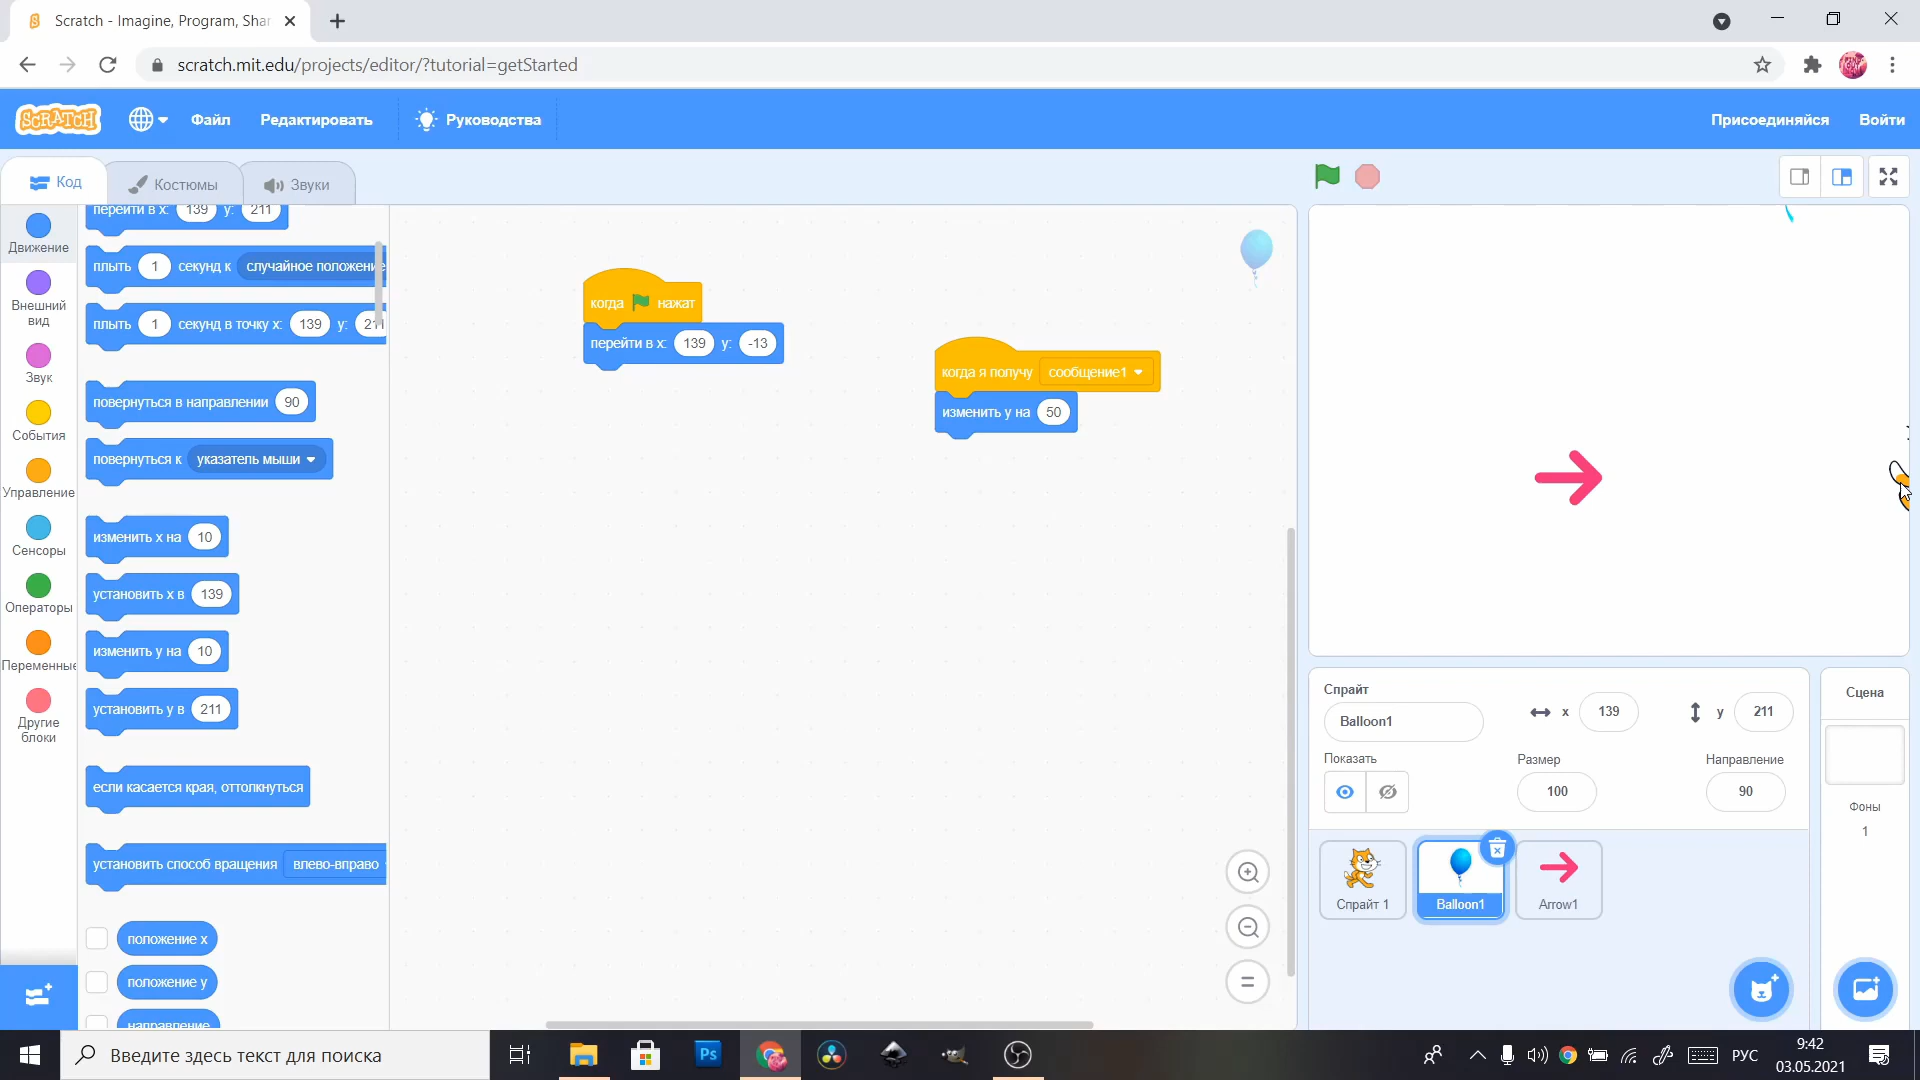 Scratch - Imagine, Program, Shar
scratch.mit.edu/projects/editor/?tutorial=getStarted
SCRATCH
Файл
Редактировать
Руководства
Присоединяйся
Войти
Код
Костюмы
Звуки
Движение
Внешний
вид
Звук
События
Управление
Сенсоры
Операторы
Переменные
Другие
блоки
перейти в x: 139 y: 211
плыть 1 секунд к случайное положение
плыть 1 секунд в точку x: 139 y: 211
повернуться в направлении 90
повернуться к указатель мыши
изменить x на 10
установить x в 139
изменить y на 10
установить y в 211
если касается края, оттолкнуться
установить способ вращения влево-вправо
положение x
положение y
направление
когда нажат
перейти в x: 139 y: -13
когда я получу сообщение1
изменить y на 50
Спрайт
Balloon1
x 139
y 211
Показать
Размер
100
Направление
90
Спрайт 1
Balloon1
Arrow1
Сцена
Фоны
1
Введите здесь текст для поиска
Ps
РУС
9:42
03.05.2021